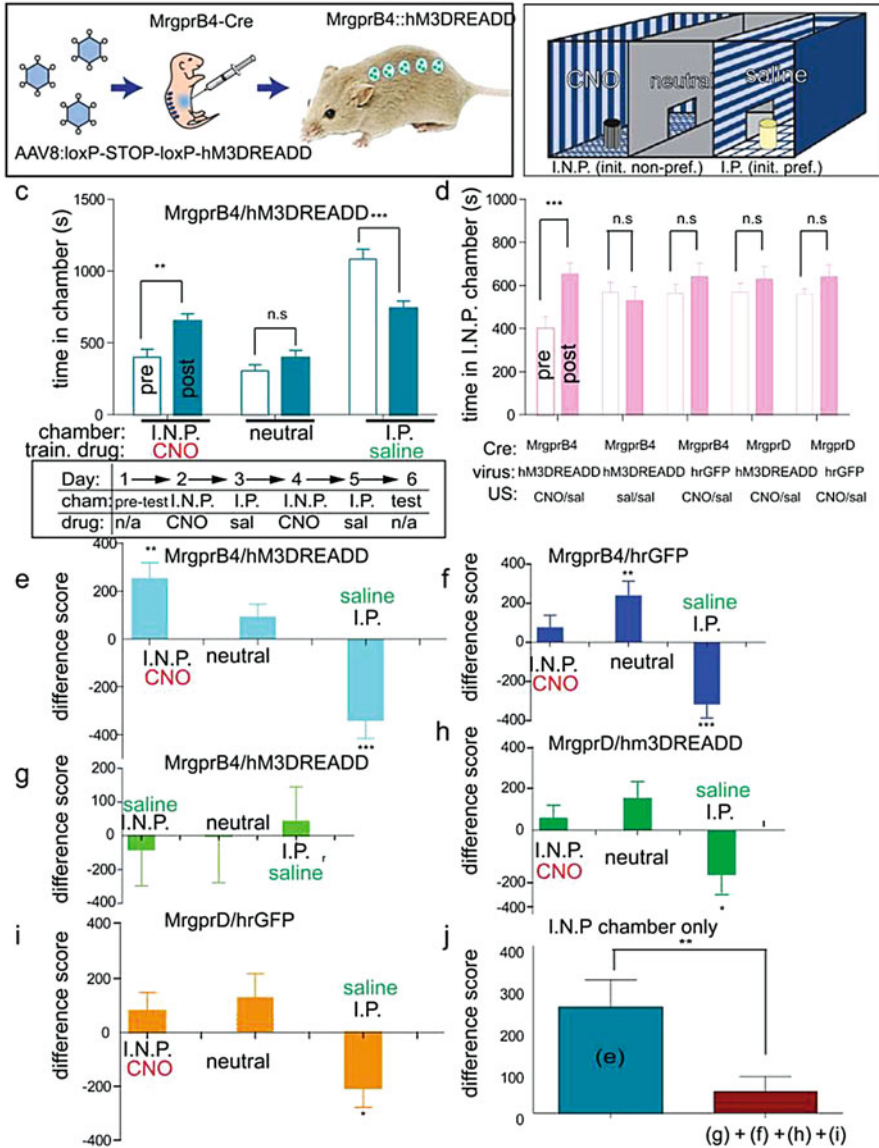 MrgprB4-Cre
MrgprB4::hM3DREADD
AAV8:loxP-STOP-loxP-hM3DREADD
CNO
neutral
saline
I.N.P. (init. non-pref.)
I.P. (init. pref.)
c
MrgprB4/hM3DREADD
time in chamber (s)
1500
1000
500
0
**
n.s
***
pre
post
chamber: I.N.P. neutral I.P.
train. drug: CNO saline
Day: 1 2 3 4 5 6
cham: pre-test I.N.P. I.P. I.N.P. I.P. test
drug: n/a CNO sal CNO sal n/a
d
time in I.N.P. chamber (s)
1000
800
600
400
200
0
***
n.s
n.s
n.s
n.s
pre
post
Cre: MrgprB4 MrgprB4 MrgprB4 MrgprD MrgprD
virus: hM3DREADD hM3DREADD hrGFP hM3DREADD hrGFP
US: CNO/sal sal/sal CNO/sal CNO/sal CNO/sal
e
MrgprB4/hM3DREADD
difference score
400
200
0
-200
-400
**
I.N.P.
CNO
neutral
saline
I.P.
***
f
MrgprB4/hrGFP
difference score
400
200
0
-200
-400
I.N.P.
CNO
**
neutral
saline
I.P.
***
g
MrgprB4/hM3DREADD
difference score
200
100
0
-200
-400
saline
I.N.P.
neutral
I.P.
saline
h
MrgprD/hm3DREADD
difference score
400
200
0
-200
-400
I.N.P.
CNO
neutral
saline
I.P.
*
i
MrgprD/hrGFP
difference score
400
200
0
-200
-400
I.N.P.
CNO
neutral
saline
I.P.
*
j
I.N.P chamber only
difference score
400
300
200
100
0
**
(e)
(g) + (f) +(h) + (i)